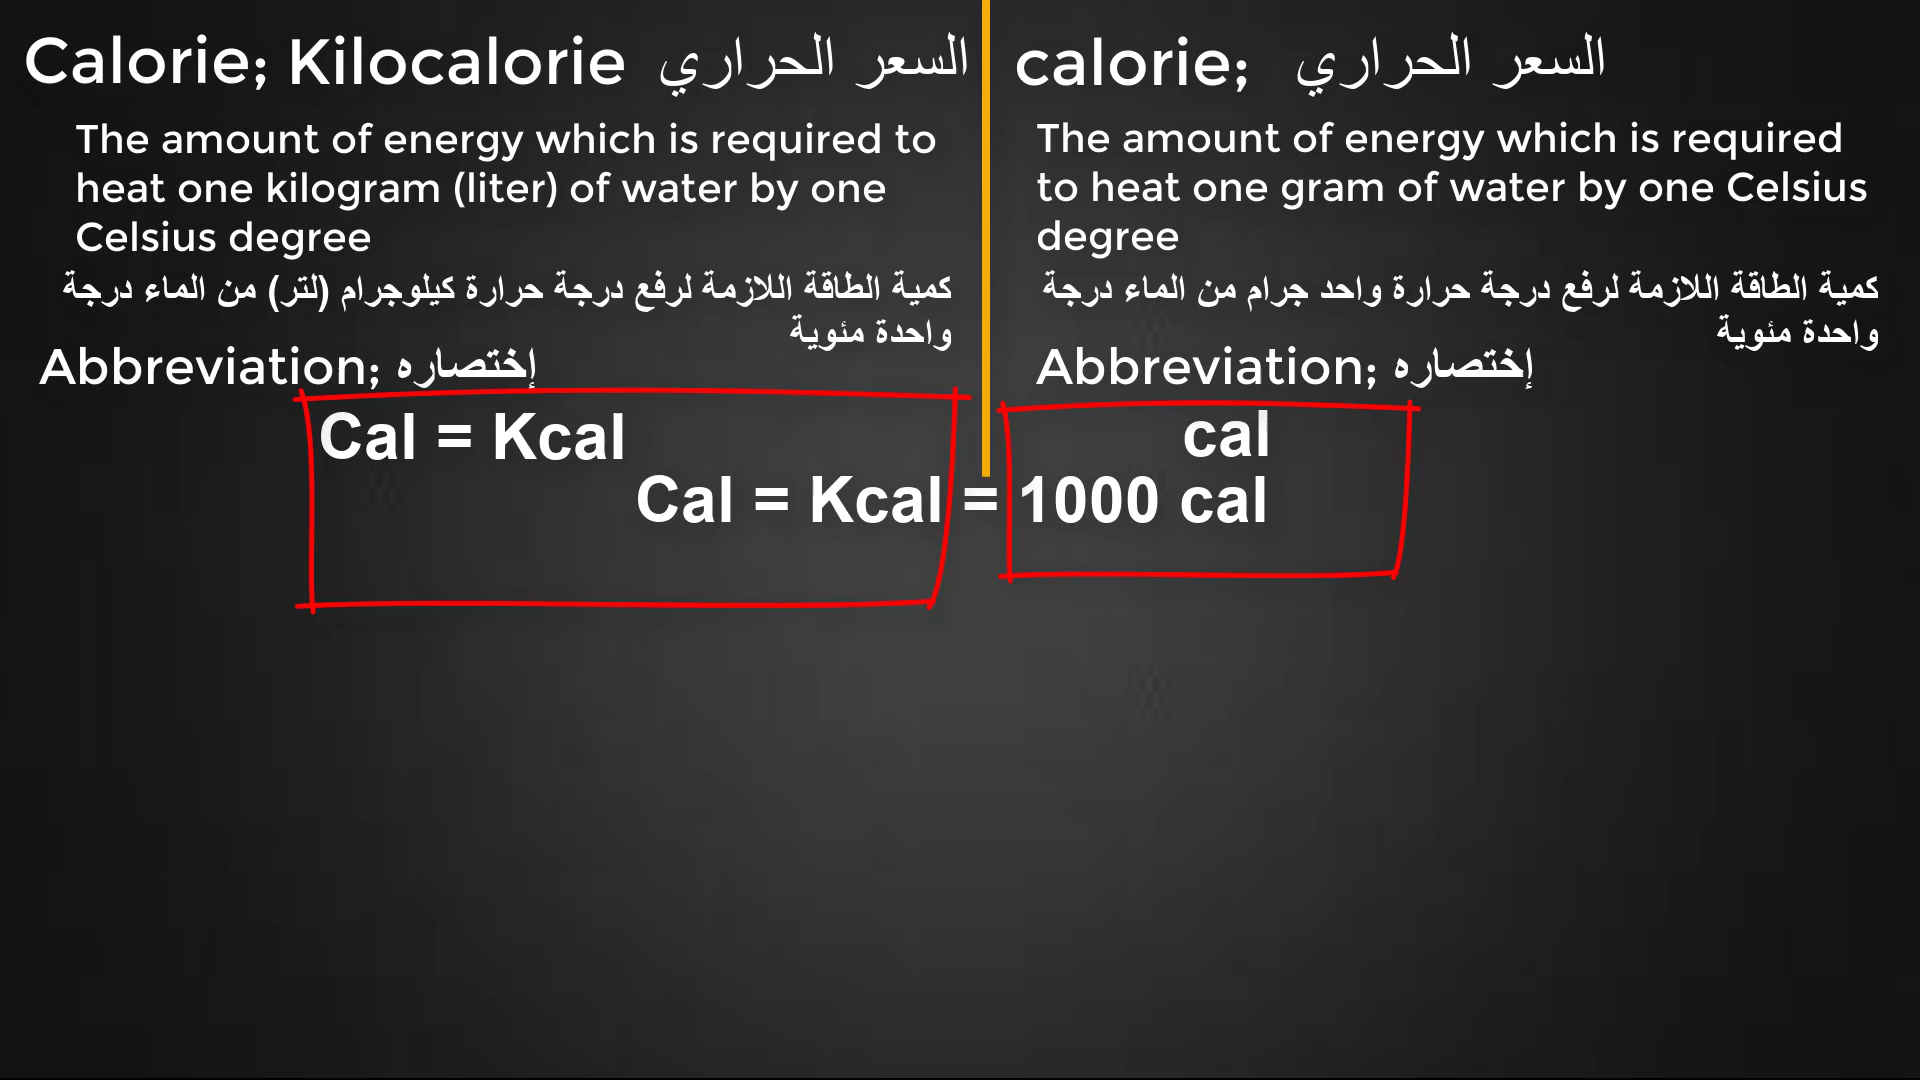 Calorie; Kilocalorie السعر الحراري
The amount of energy which is required to
heat one kilogram (liter) of water by one
Celsius degree
كمية الطاقة اللازمة لرفع درجة حرارة كيلوجرام (لتر) من الماء درجة
واحدة مئوية
Abbreviation; إختصاره
Cal = Kcal
calorie; السعر الحراري
The amount of energy which is required
to heat one gram of water by one Celsius
degree
كمية الطاقة اللازمة لرفع درجة حرارة واحد جرام من الماء درجة
واحدة مئوية
Abbreviation; إختصاره
cal
Cal = Kcal = 1000 cal